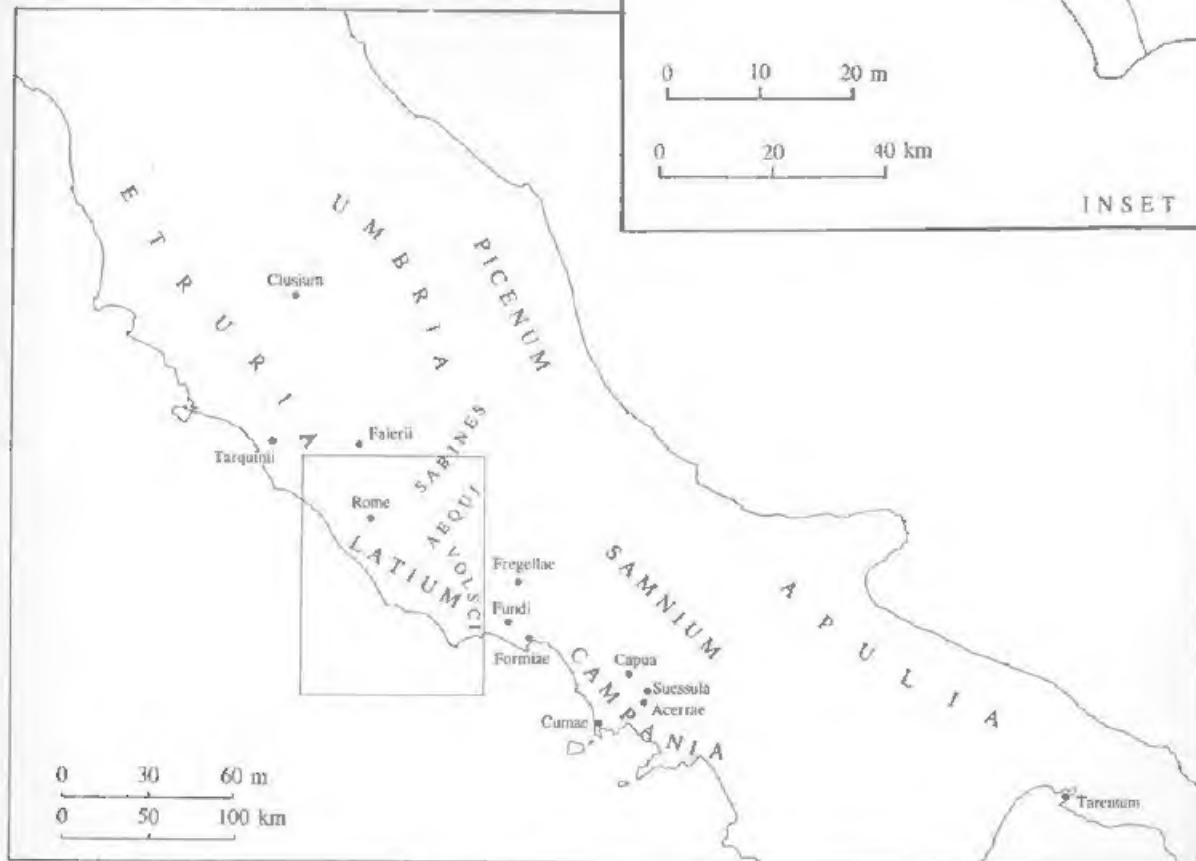 0 10 20 m
0 20 40 km
INSET
ETRURIA
UMBRIA
PICENUM
Clusium
Falerii
Tarquinii
SABINES
Rome
AEQUI
LATIUM
VOLSCI
Fregellae
Fundi
Formiae
SAMNIUM
APULIA
CAMPANIA
Capua
Suessula
Acerrae
Cumae
Tarentum
0 30 60 m
0 50 100 km